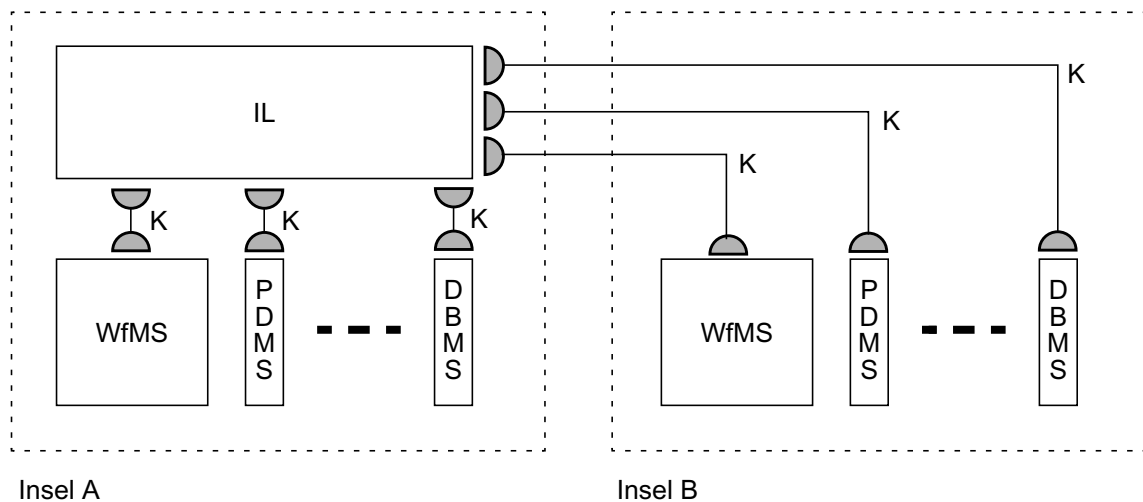 IL
K
K
K
K
K
K
WfMS
PDMS
DBMS
WfMS
PDMS
DBMS
Insel A
Insel B